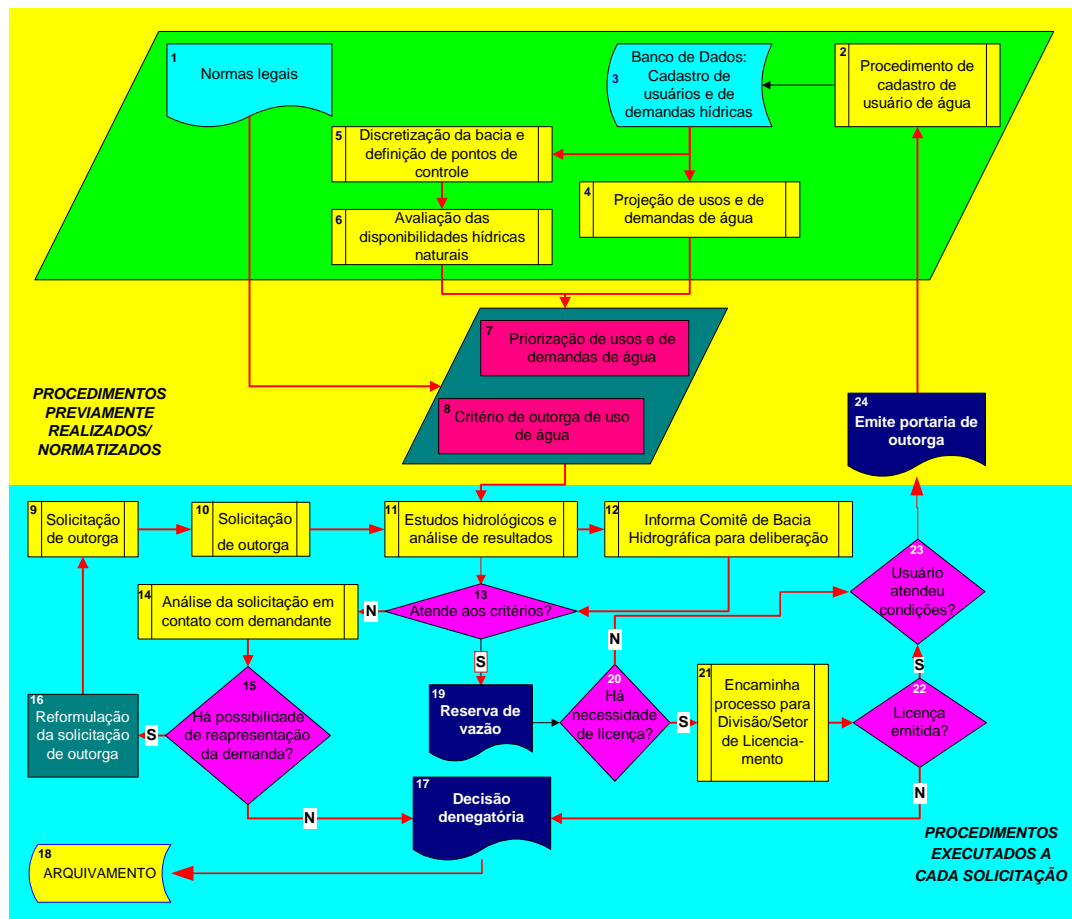 1
Normas legais
Banco de Dados:
3
Cadastro de
usuários e de
demandas hídricas
2
Procedimento de
cadastro de
usuário de água
5
Discretização da bacia e
definição de pontos de
controle
4
Projeção de usos e de
demandas de água
6
Avaliação das
disponibilidades hídricas
naturais
7
Priorização de usos e de
demandas de água
8
Critério de outorga de uso
de água
PROCEDIMENTOS
PREVIAMENTE
REALIZADOS/
NORMATIZADOS
24
Emite portaria de
outorga
9
Solicitação
de outorga
10
Solicitação
de outorga
11
Estudos hidrológicos e
análise de resultados
12
Informa Comitê de Bacia
Hidrográfica para deliberação
23
Usuário
atendeu
condições?
13
Atende aos critérios?
N
14
Análise da solicitação em
contato com demandante
S
N
15
Há possibilidade
de reapresentação
da demanda?
S
16
Reformulação
da solicitação
de outorga
19
Reserva de
vazão
20
Há
necessidade
de licença?
S
21
Encaminha
processo para
Divisão/Setor
de Licencia-
mento
S
22
Licença
emitida?
N
N
17
Decisão
denegatória
18
ARQUIVAMENTO
PROCEDIMENTOS
EXECUTADOS A
CADA SOLICITAÇÃO